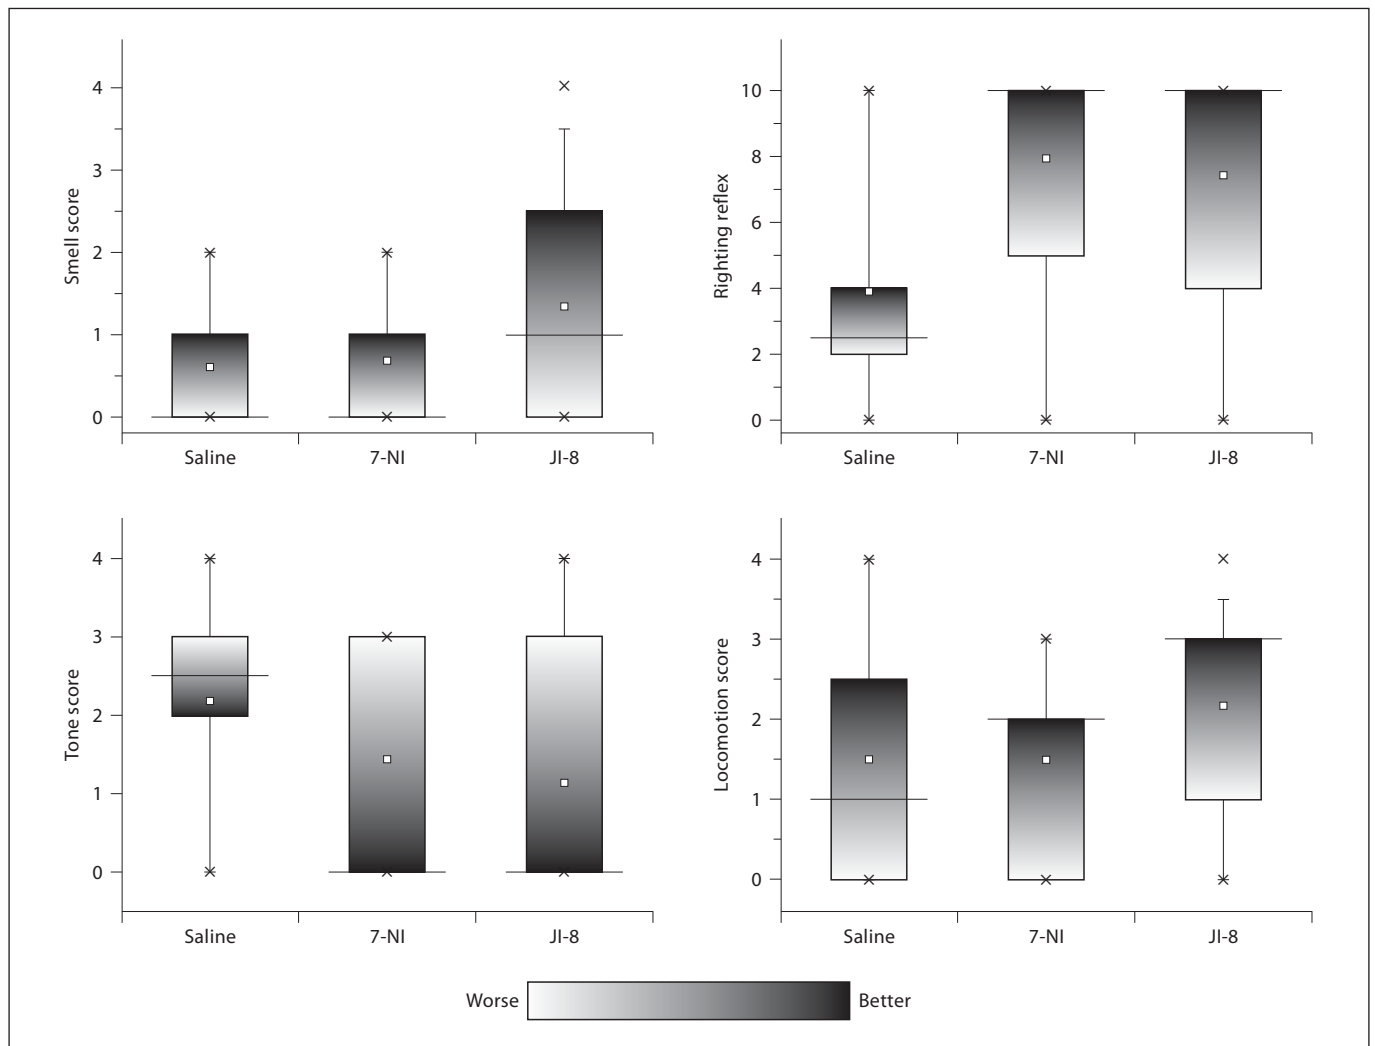 Smell score
4
3
2
1
0
Saline
7-NI
JI-8
Righting reflex
10
8
6
4
2
0
Saline
7-NI
JI-8
Tone score
4
3
2
1
0
Saline
7-NI
JI-8
Locomotion score
4
3
2
1
0
Saline
7-NI
JI-8
Worse
Better